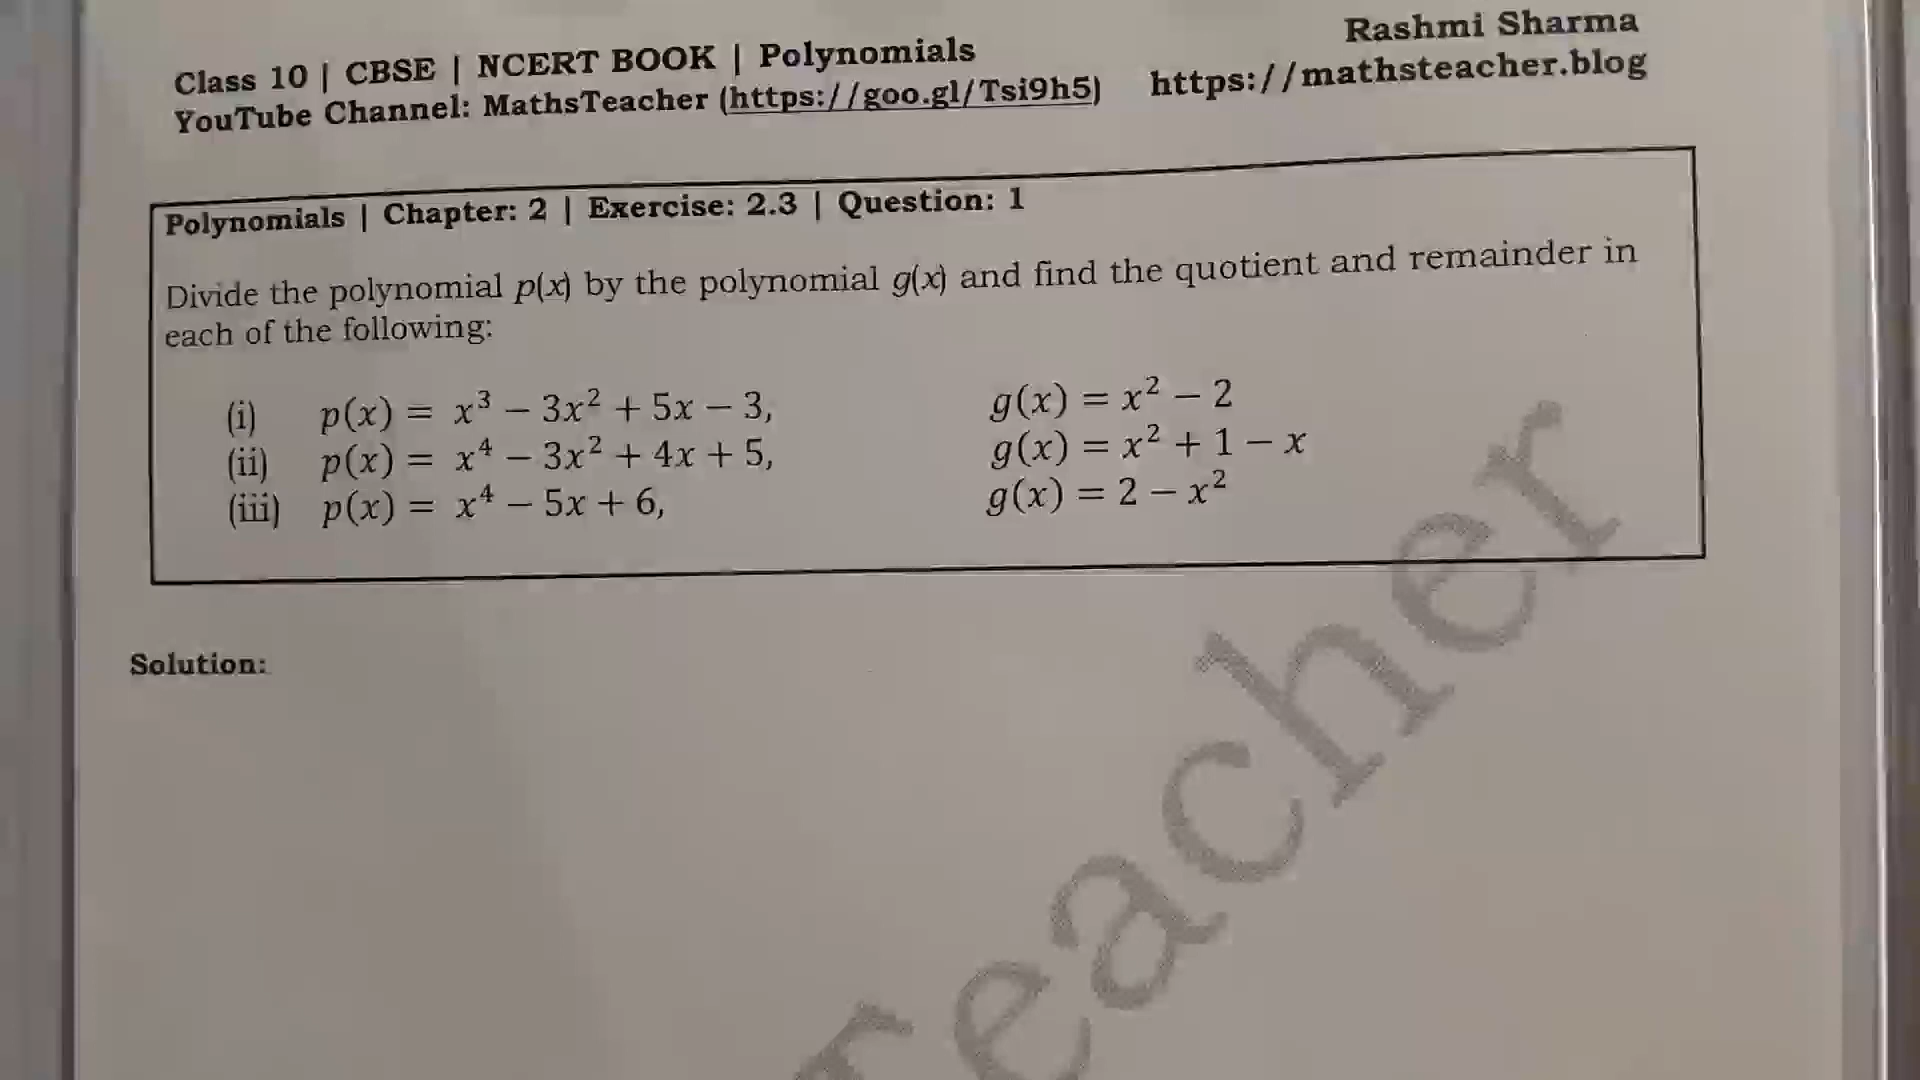 Class 10 | CBSE | NCERT BOOK | Polynomials
Rashmi Sharma
YouTube Channel: MathsTeacher (https://goo.gl/Tsi9h5)
https://mathsteacher.blog
Polynomials | Chapter: 2 | Exercise: 2.3 | Question: 1
Divide the polynomial p(x) by the polynomial g(x) and find the quotient and remainder in
each of the following:
(i) p(x) = x³ − 3x² + 5x − 3, g(x) = x² − 2
(ii) p(x) = x⁴ − 3x² + 4x + 5, g(x) = x² + 1 − x
(iii) p(x) = x⁴ − 5x + 6, g(x) = 2 − x²
Solution:
reacher